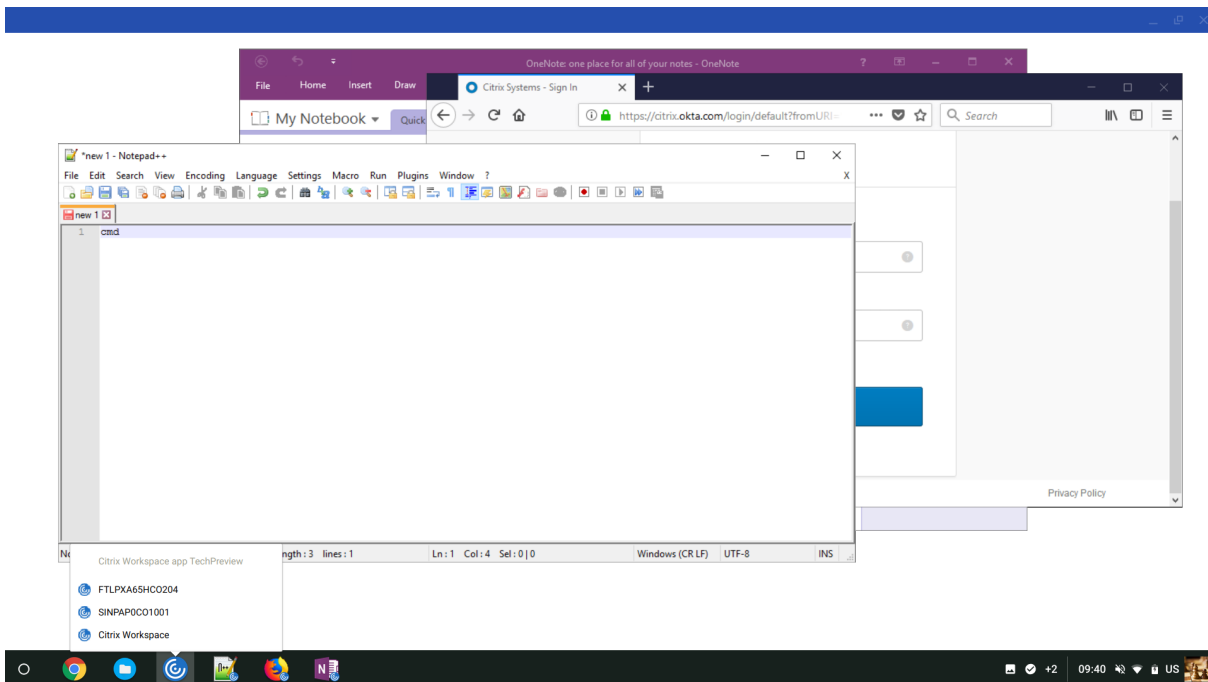 OneNote: one place for all of your notes - OneNote
File Home Insert Draw
Citrix Systems - Sign In
My Notebook Quick
https://citrix.okta.com/login/default?fromURI=
Search
*new 1 - Notepad++
File Edit Search View Encoding Language Settings Macro Run Plugins Window ? X
new 1
1 cmd
Privacy Policy
ngth : 3 lines : 1 Ln : 1 Col : 4 Sel : 0 | 0 Windows (CR LF) UTF-8 INS
Citrix Workspace app TechPreview
FTLPXA65HCO204
SINPAP0CO1001
Citrix Workspace
+2 09:40 US